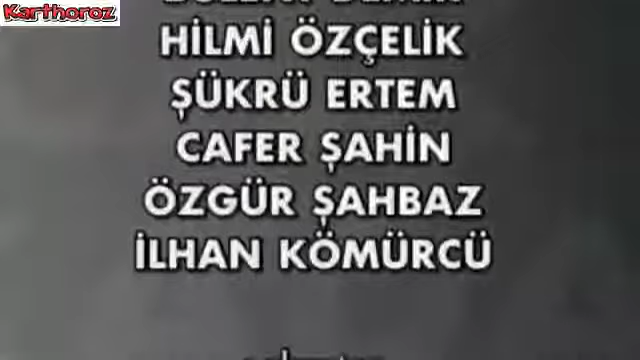 Karthoroz
HİLMİ ÖZÇELİK
ŞÜKRÜ ERTEM
CAFER ŞAHİN
ÖZGÜR ŞAHBAZ
İLHAN KÖMÜRCÜ